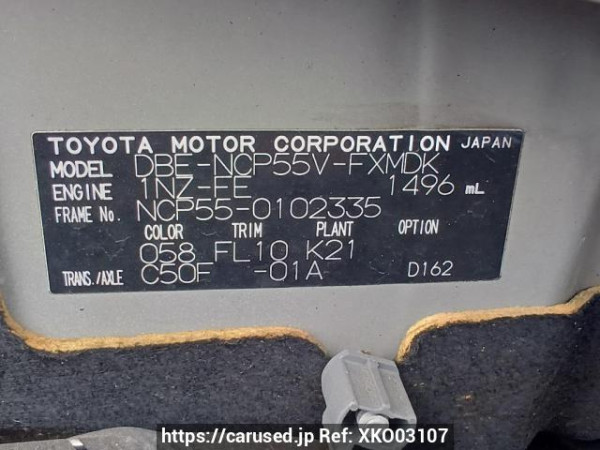 TOYOTA MOTOR CORPORATION JAPAN
MODEL DBE-NCP55V-FXMDK
ENGINE 1NZ-FE 1496 mL
FRAME No. NCP55-0102335
COLOR TRIM PLANT OPTION
058 FL10 K21
TRANS./AXLE C50F -01A D162
https://carused.jp Ref: XKO03107